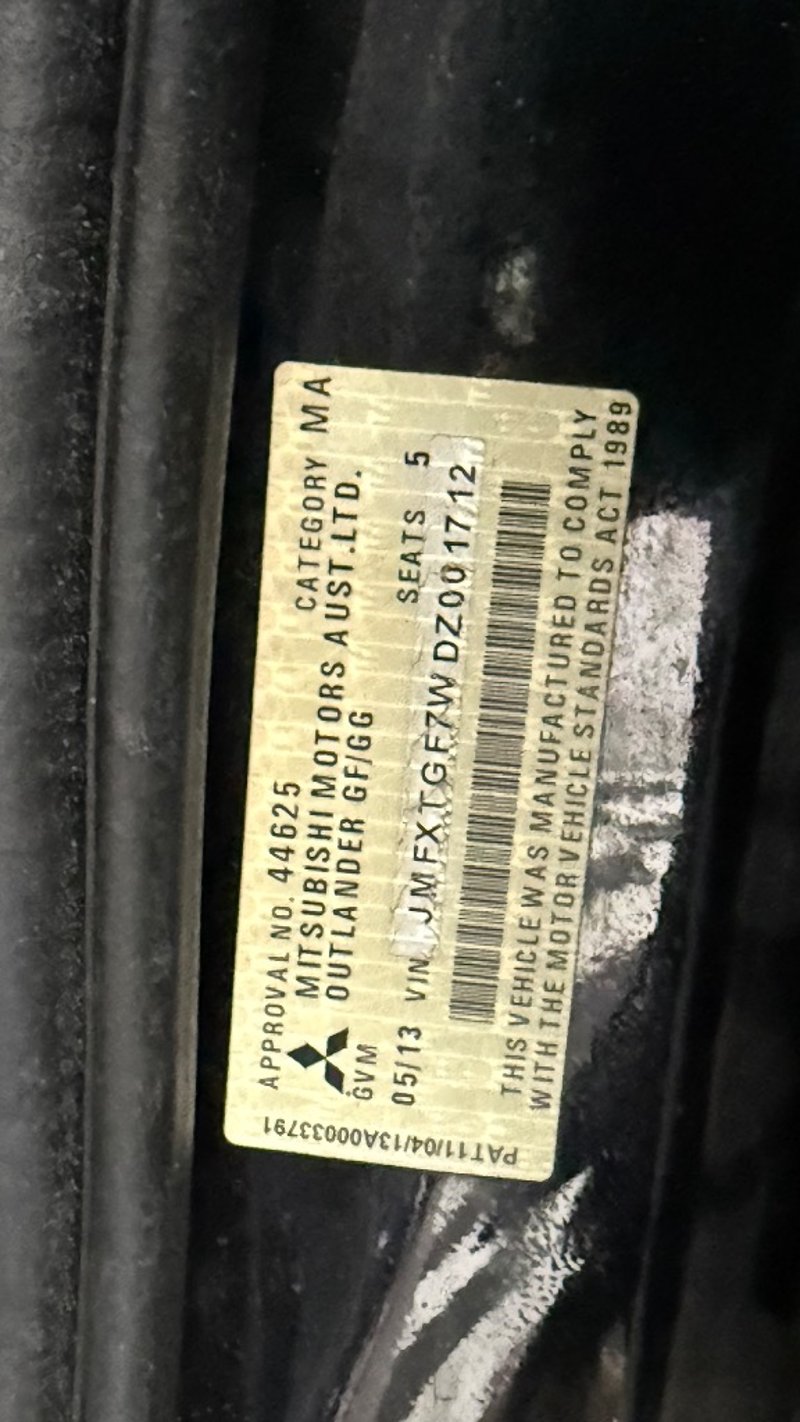 APPROVAL NO. 44625 CATEGORY MA
MITSUBISHI MOTORS AUST.LTD.
OUTLANDER GF/GG
GVM SEATS 5
05/13 VIN JMFXTGF7WDZ001712
THIS VEHICLE WAS MANUFACTURED TO COMPLY
WITH THE MOTOR VEHICLE STANDARDS ACT 1989
PAT11/04/13A00033791